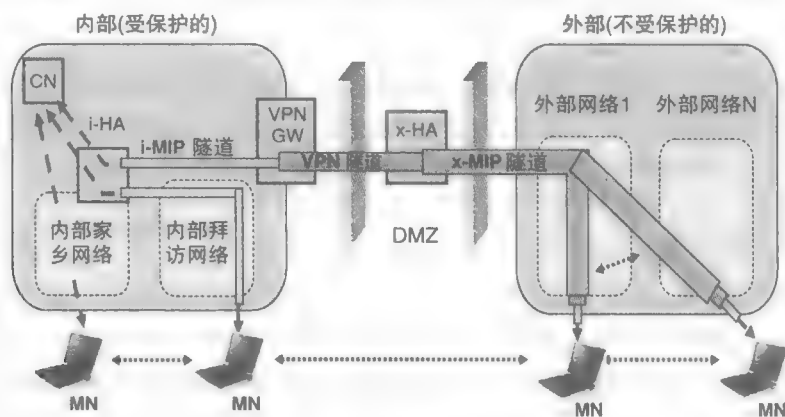 内部(受保护的)
外部(不受保护的)
CN
i-HA
VPN
GW
x-HA
外部网络1
外部网络N
i-MIP 隧道
VPN 隧道
x-MIP 隧道
内部家
乡网络
内部拜
访网络
DMZ
MN
MN
MN
MN